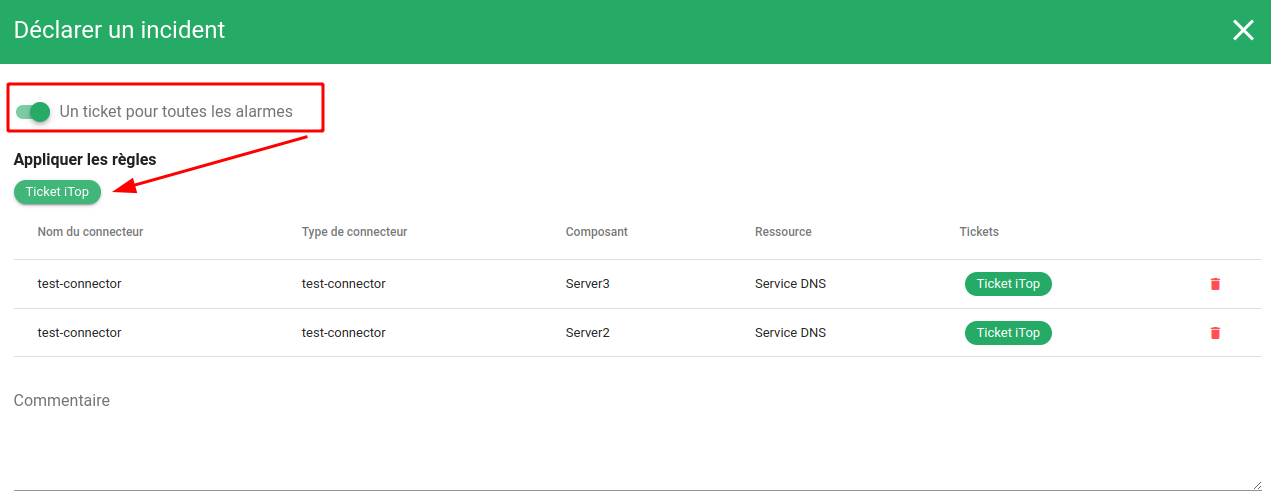 Déclarer un incident
Un ticket pour toutes les alarmes
Appliquer les règles
Ticket iTop
Nom du connecteur Type de connecteur Composant Ressource Tickets
test-connector test-connector Server3 Service DNS Ticket iTop
test-connector test-connector Server2 Service DNS Ticket iTop
Commentaire